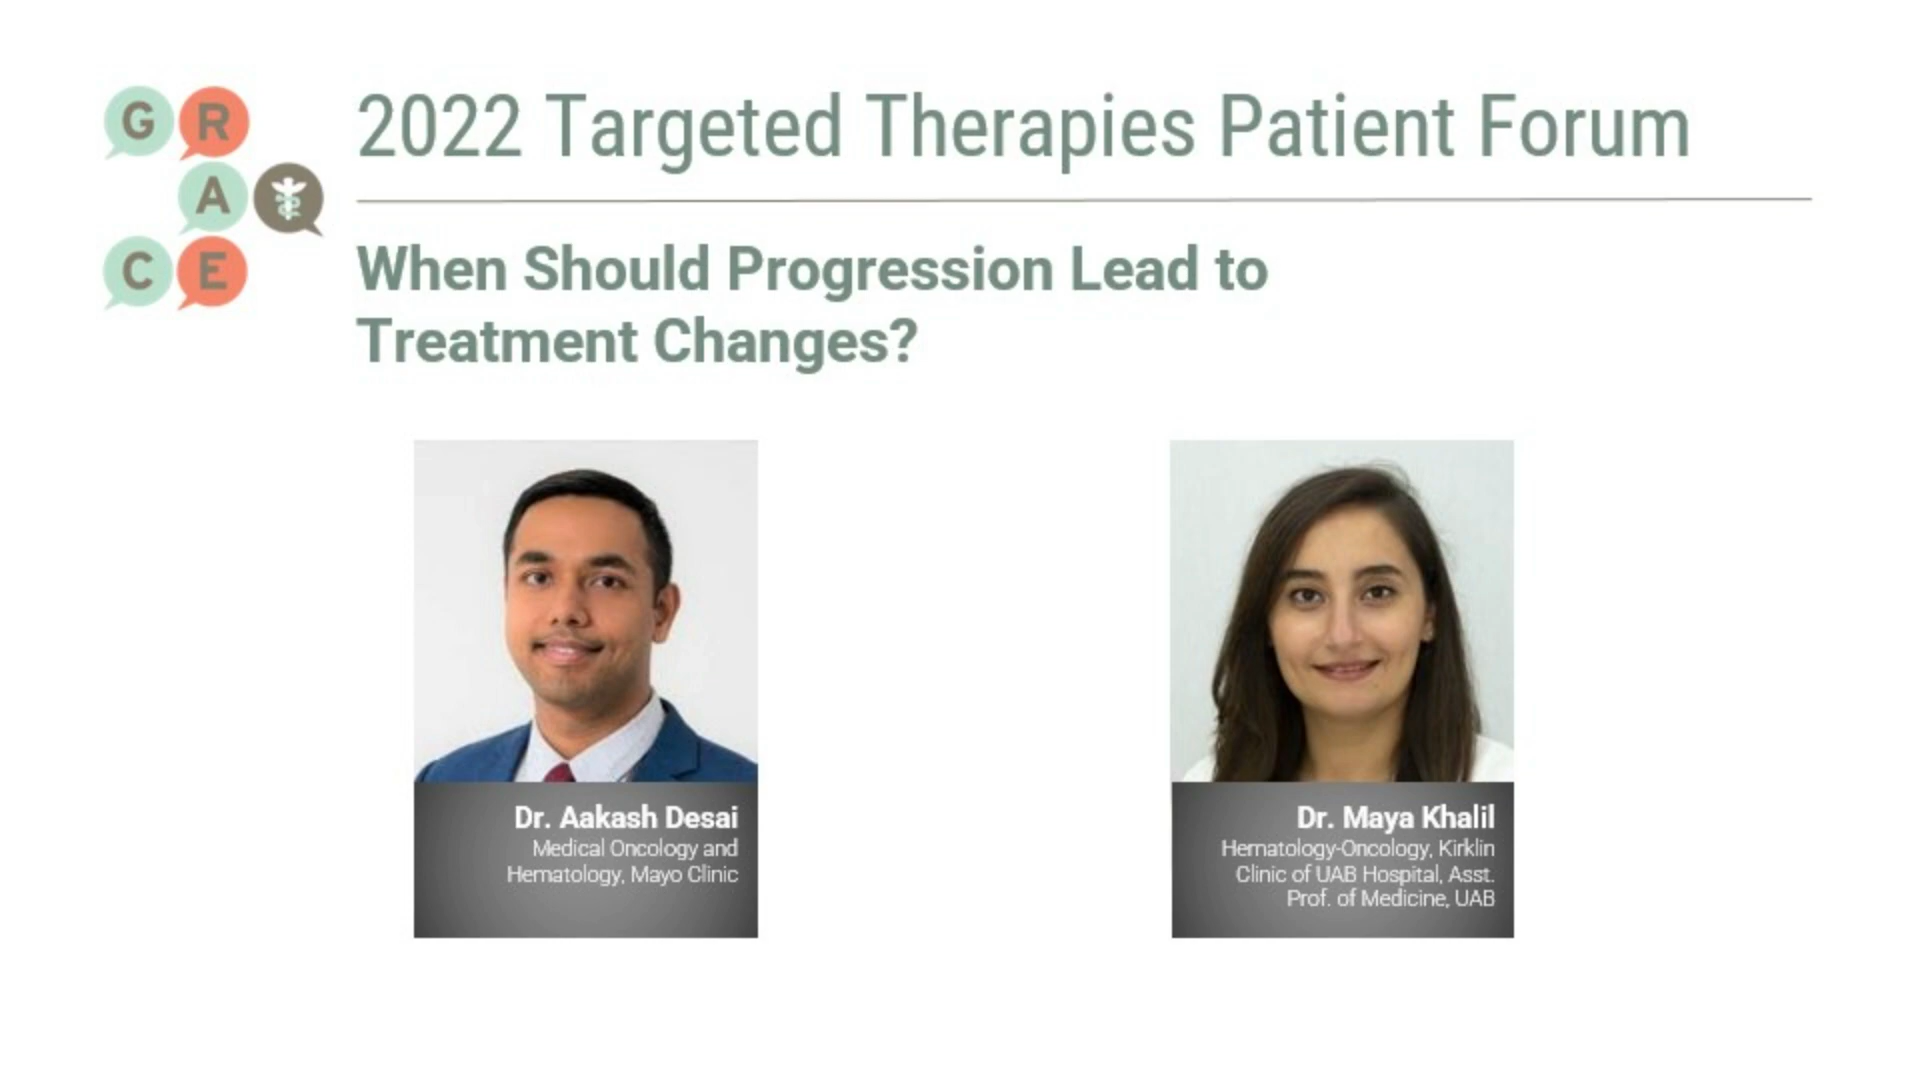 G R
A
C E
2022 Targeted Therapies Patient Forum
When Should Progression Lead to
Treatment Changes?
Dr. Aakash Desai
Medical Oncology and
Hematology, Mayo Clinic
Dr. Maya Khalil
Hematology-Oncology, Kirklin
Clinic of UAB Hospital, Asst.
Prof. of Medicine, UAB